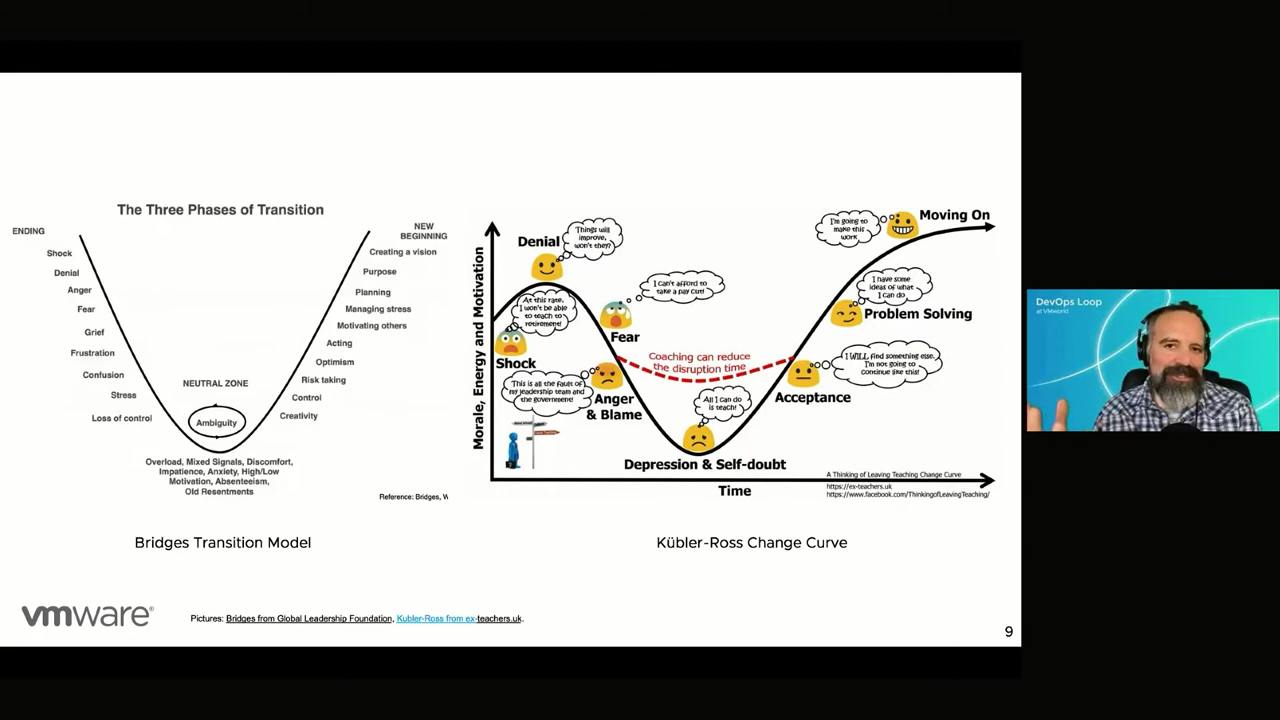 The Three Phases of Transition
ENDING
Shock
Denial
Anger
Fear
Grief
Frustration
Confusion
Stress
Loss of control
NEUTRAL ZONE
Ambiguity
Overload, Mixed Signals, Discomfort,
Impatience, Anxiety, High/Low
Motivation, Absenteeism,
Old Resentments
NEW
BEGINNING
Creating a vision
Purpose
Planning
Managing stress
Motivating others
Acting
Optimism
Risk taking
Control
Creativity
Reference: Bridges, W
Bridges Transition Model
Morale, Energy and Motivation
Denial
Things will
improve,
won't they?
At this rate,
I won't be able
to teach to
retirement!
Shock
I can't afford to
take a pay cut!
Fear
This is all the fault of
my leadership team and
the government!
Anger
& Blame
Coaching can reduce
the disruption time
All I can do
is teach!
Depression & Self-doubt
I WILL find something else.
I'm not going to
continue like this!
Acceptance
I have some
ideas of what
I can do
Problem Solving
I'm going to
make this
work
Moving On
Time
A Thinking of Leaving Teaching Change Curve
https://ex-teachers.uk
https://www.facebook.com/ThinkingofLeavingTeaching/
Kübler-Ross Change Curve
vmware®
Pictures: Bridges from Global Leadership Foundation, Kubler-Ross from ex-teachers.uk.
9
DevOps Loop
at VMworld